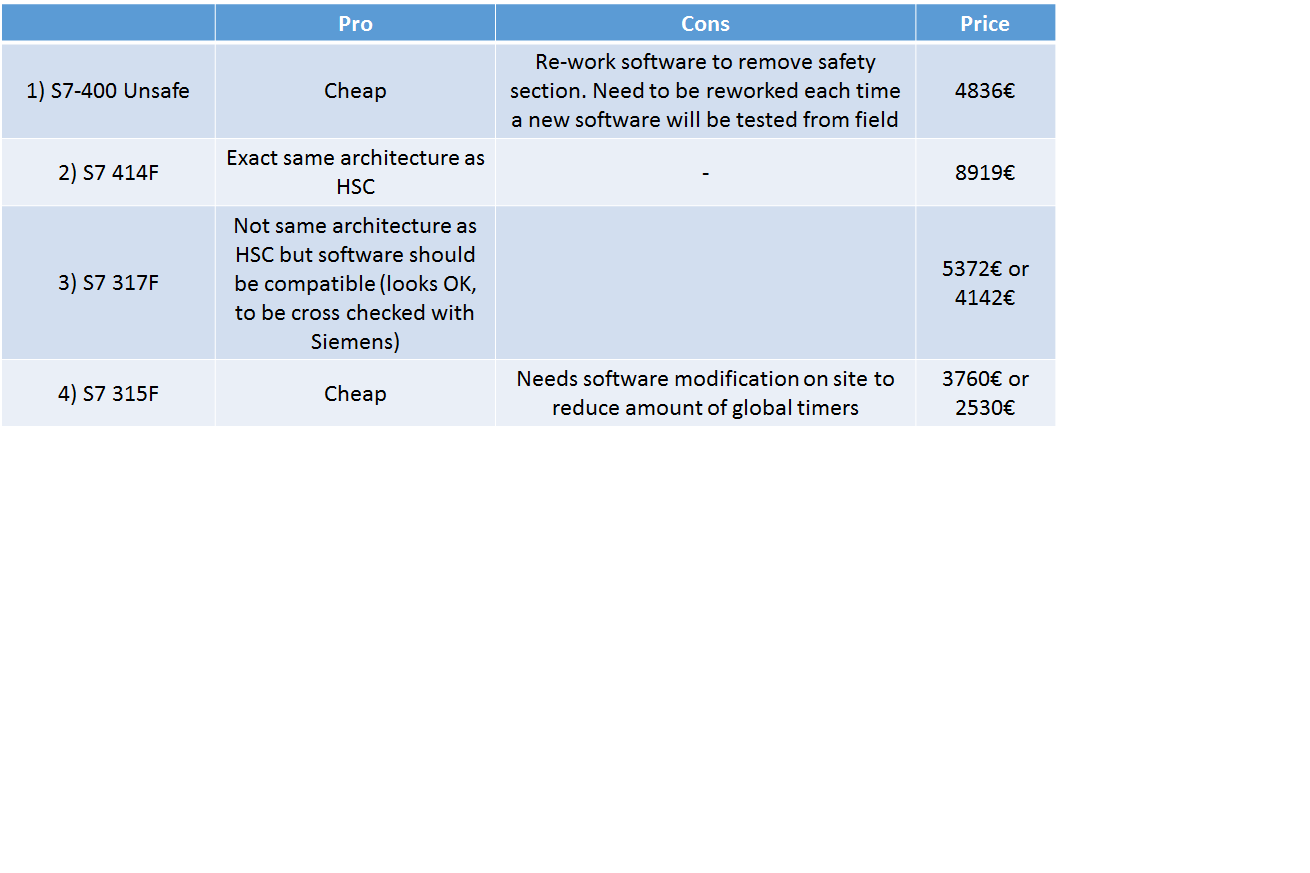 Pro Cons Price
1) S7-400 Unsafe
Cheap
Re-work software to remove safety
section. Need to be reworked each time
a new software will be tested from field
4836€
2) S7 414F
Exact same architecture as
HSC
-
8919€
3) S7 317F
Not same architecture as
HSC but software should
be compatible (looks OK,
to be cross checked with
Siemens)
5372€ or
4142€
4) S7 315F
Cheap
Needs software modification on site to
reduce amount of global timers
3760€ or
2530€